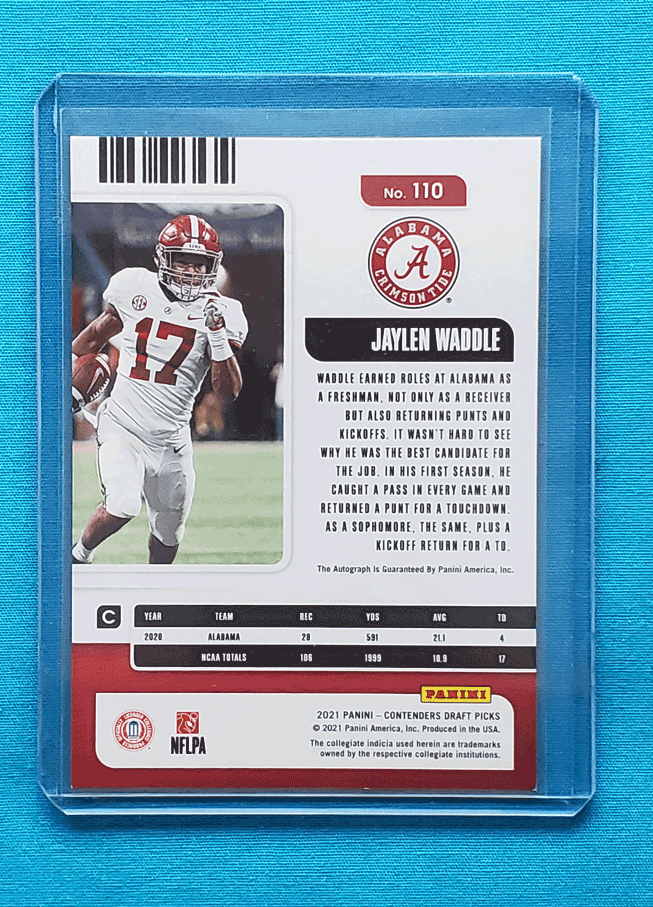 No. 110
ALABAMA
A
CRIMSON TIDE
®
JAYLEN WADDLE
17
SEC
WADDLE EARNED ROLES AT ALABAMA AS
A FRESHMAN, NOT ONLY AS A RECEIVER
BUT ALSO RETURNING PUNTS AND
KICKOFFS. IT WASN'T HARD TO SEE
WHY HE WAS THE BEST CANDIDATE FOR
THE JOB. IN HIS FIRST SEASON, HE
CAUGHT A PASS IN EVERY GAME AND
RETURNED A PUNT FOR A TOUCHDOWN.
AS A SOPHOMORE, THE SAME, PLUS A
KICKOFF RETURN FOR A TD.
The Autograph Is Guaranteed By Panini America, Inc.
C
YEAR TEAM REC YDS AVG TD
2020 ALABAMA 28 591 21.1 4
NCAA TOTALS 106 1999 18.9 17
PANINI
2021 PANINI – CONTENDERS DRAFT PICKS
© 2021 Panini America, Inc. Produced in the USA.
The collegiate indicia used herein are trademarks
owned by the respective collegiate institutions.
NFLPA